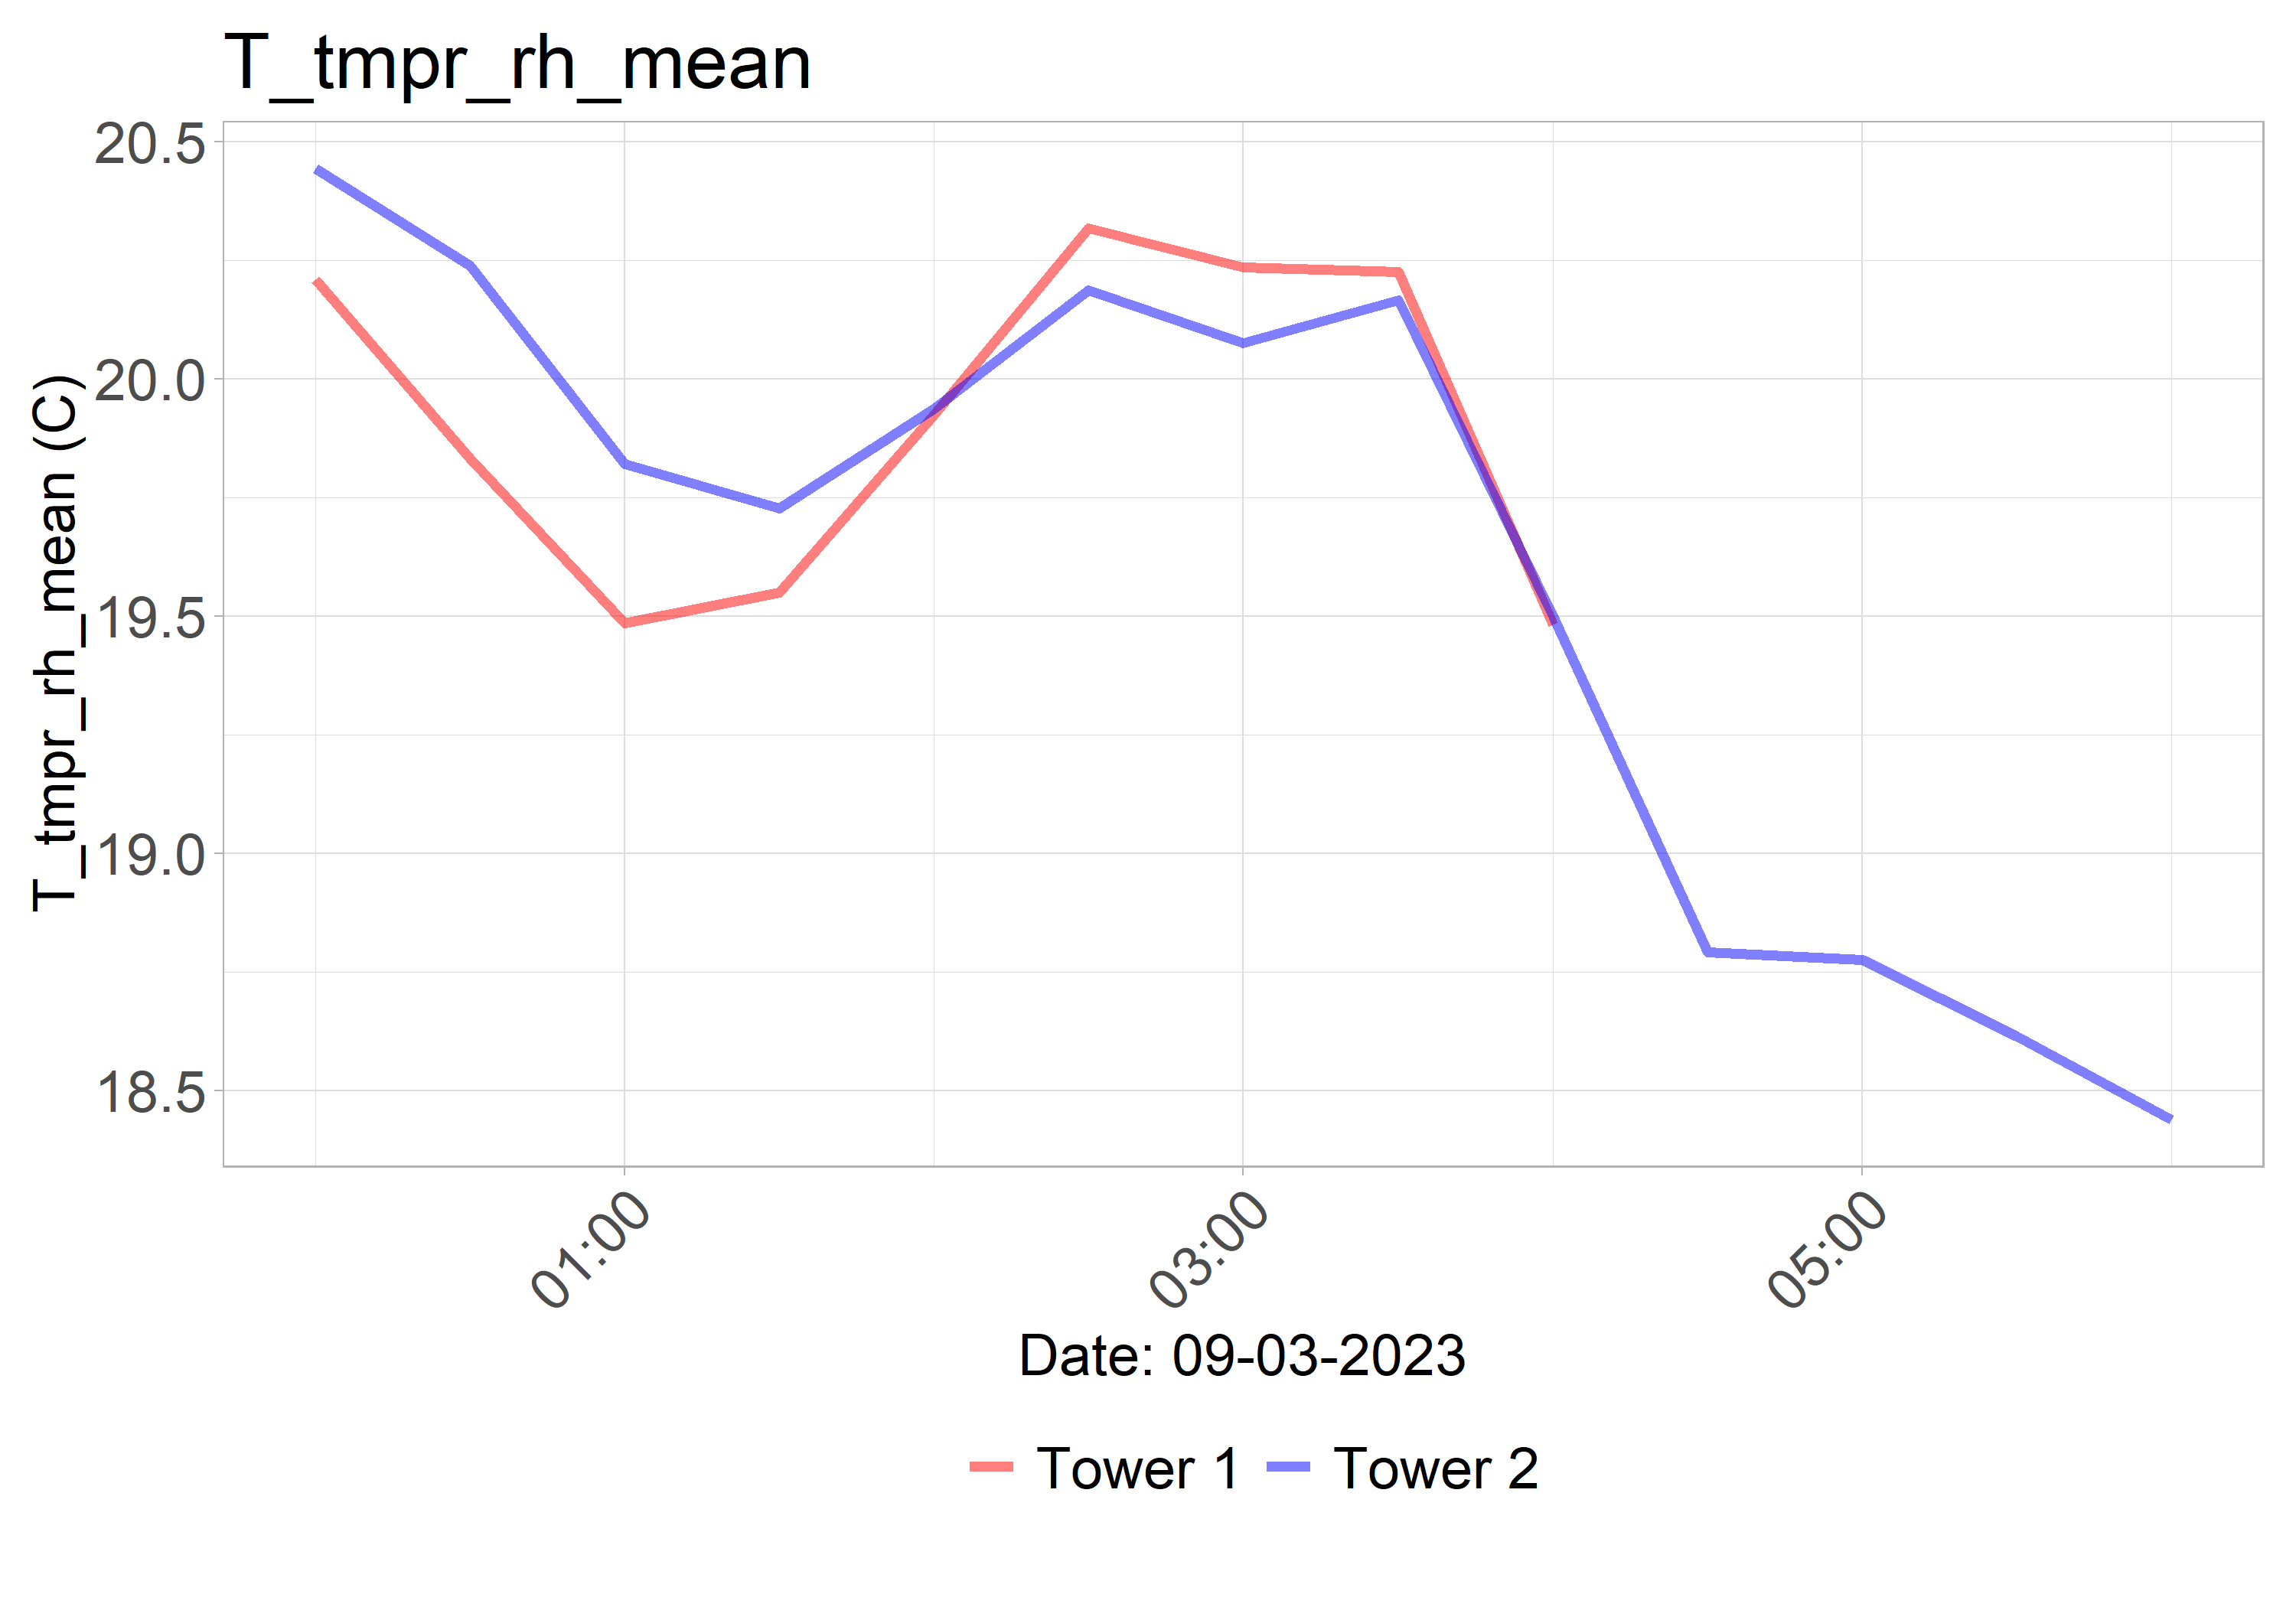 T_tmpr_rh_mean
T_tmpr_rh_mean (C)
20.5
20.0
19.5
19.0
18.5
01:00 03:00 05:00
Date: 09-03-2023
Tower 1 Tower 2